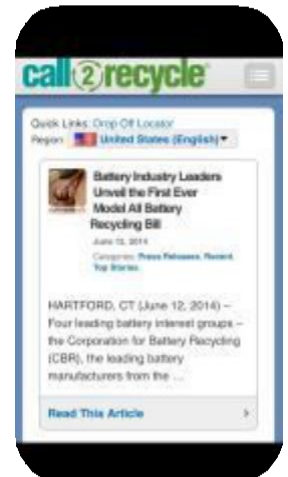 call2recycle
Quick Links: Drop Off Locator
Region: United States (English)
Battery Industry Leaders
Unveil the First Ever
Model All Battery
Recycling Bill
June 12, 2014
Categories: Press Releases, Recent
Top Stories
HARTFORD, CT (June 12, 2014) –
Four leading battery interest groups –
the Corporation for Battery Recycling
(CBR), the leading battery
manufacturers from the ...
Read This Article